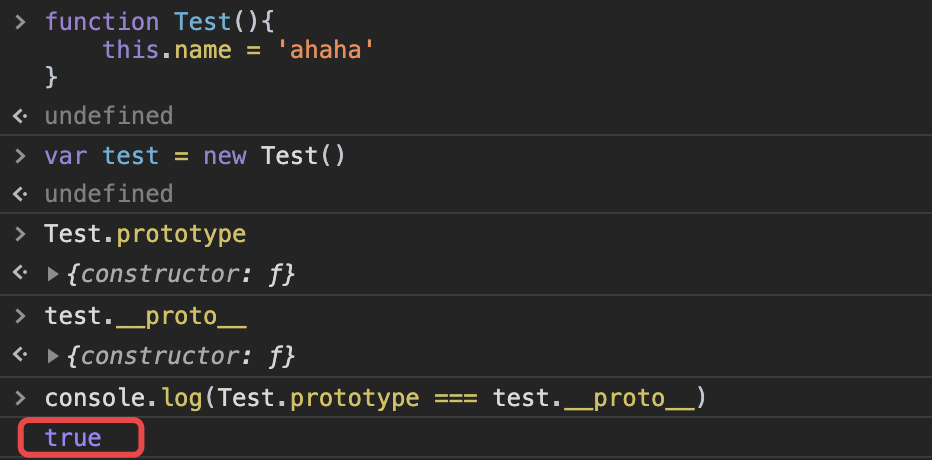 > function Test(){
this.name = 'ahaha'
}
undefined
> var test = new Test()
undefined
> Test.prototype
▶{constructor: ƒ}
> test.__proto__
▶{constructor: ƒ}
> console.log(Test.prototype === test.__proto__)
true